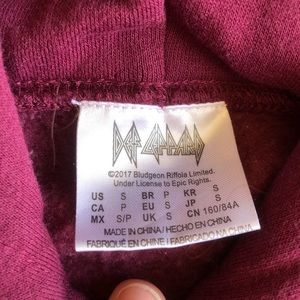 DEF LEPPARD
©2017 Bludgeon Riffola Limited.
Under License to Epic Rights.
US S BR P KR S
CA P EU S JP S
MX S/P UK S CN 160/84A
MADE IN CHINA / HECHO EN CHINA
FABRIQUÉ EN CHINE / FABRICADO NA CHINA